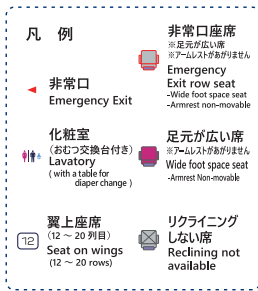 凡 例
非常口
Emergency Exit
化粧室
(おむつ交換台付き)
Lavatory
( with a table for
diaper change )
12
翼上座席
(12 ~ 20 列目)
Seat on wings
(12 ~ 20 rows)
非常口座席
※足元が広い席
※アームレストがありがません
Emergency
Exit row seat
-Wide foot space seat
-Armrest non-movable
足元が広い席
※アームレストがありがません
Wide foot space seat
-Armrest Non-movable
リクライニング
しない席
Reclining not
available